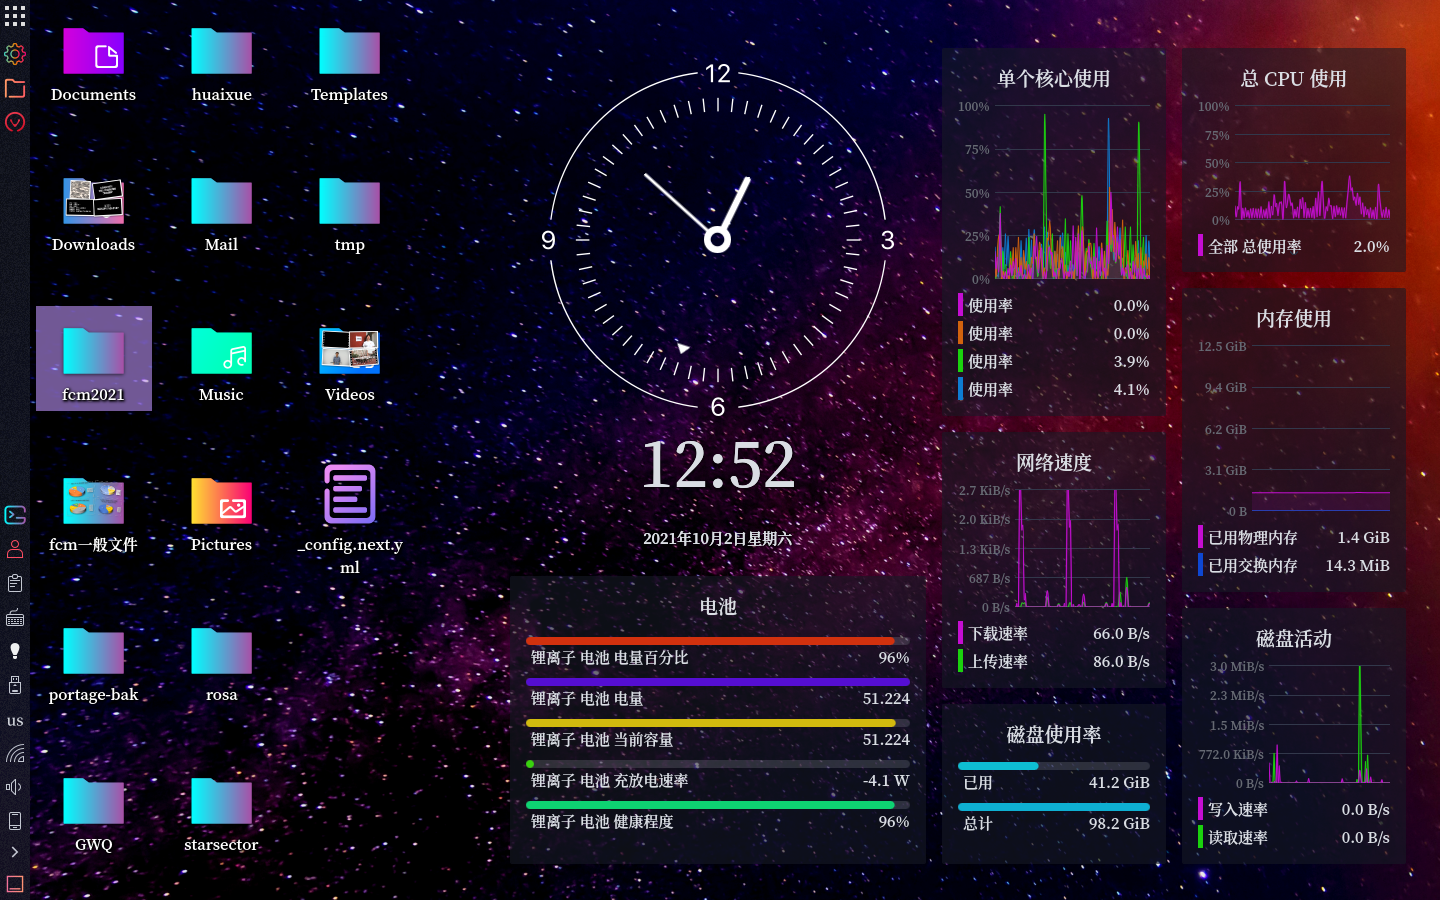 Documents
huaixue
Templates
Downloads
Mail
tmp
fcm2021
Music
Videos
fcm一般文件
Pictures
_config.next.y
ml
portage-bak
rosa
GWQ
starsector
us
12
3
6
9
12:52
2021年10月2日星期六
电池
锂离子 电池 电量百分比 96%
锂离子 电池 电量 51.224
锂离子 电池 当前容量 51.224
锂离子 电池 充放电速率 -4.1 W
锂离子 电池 健康程度 96%
单个核心使用
100%
75%
50%
25%
0%
使用率 0.0%
使用率 0.0%
使用率 3.9%
使用率 4.1%
网络速度
2.7 KiB/s
2.0 KiB/s
1.3 KiB/s
687 B/s
0 B/s
下载速率 66.0 B/s
上传速率 86.0 B/s
磁盘使用率
已用 41.2 GiB
总计 98.2 GiB
总 CPU 使用
100%
75%
50%
25%
0%
全部 总使用率 2.0%
内存使用
12.5 GiB
9.4 GiB
6.2 GiB
3.1 GiB
0 B
已用物理内存 1.4 GiB
已用交换内存 14.3 MiB
磁盘活动
3.0 MiB/s
2.3 MiB/s
1.5 MiB/s
772.0 KiB/s
0 B/s
写入速率 0.0 B/s
读取速率 0.0 B/s